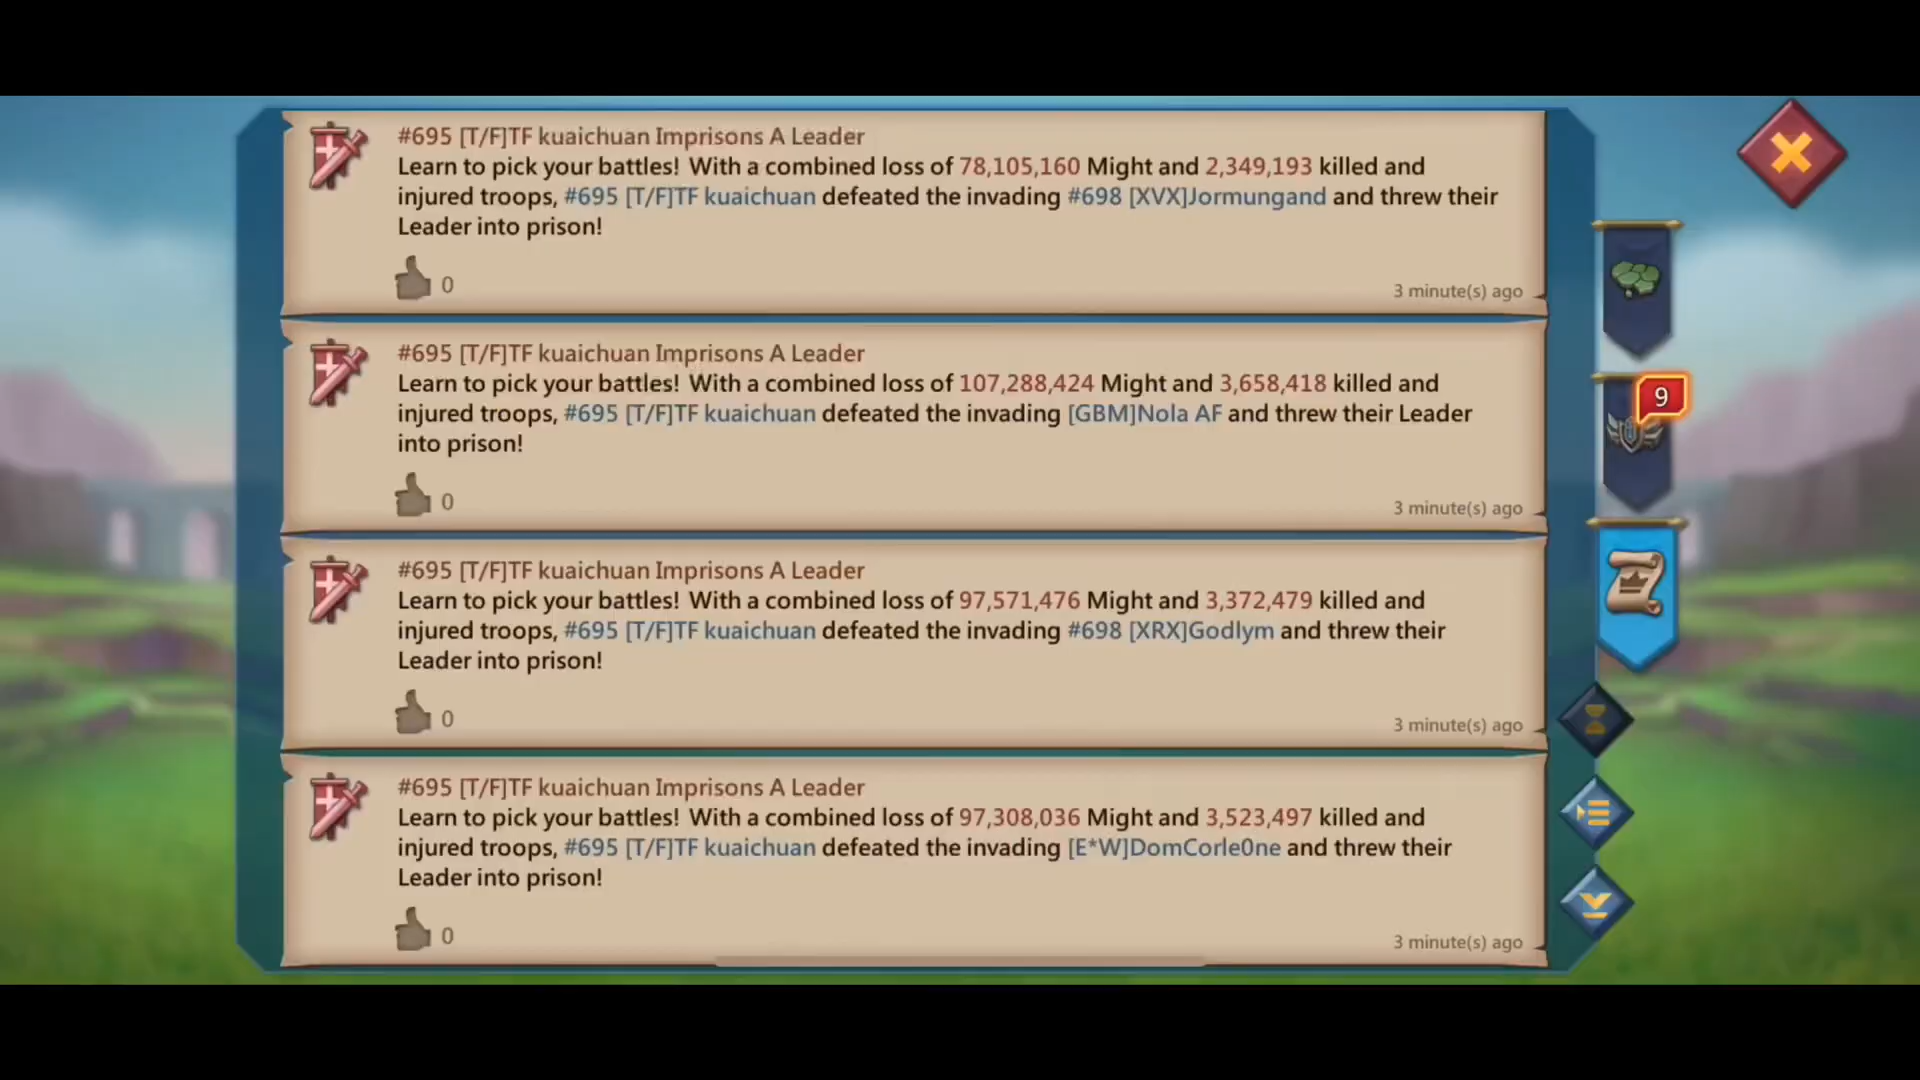 #695 [T/F]TF kuaichuan Imprisons A Leader
Learn to pick your battles! With a combined loss of 78,105,160 Might and 2,349,193 killed and
injured troops, #695 [T/F]TF kuaichuan defeated the invading #698 [XVX]Jormungand and threw their
Leader into prison!
0
3 minute(s) ago
#695 [T/F]TF kuaichuan Imprisons A Leader
Learn to pick your battles! With a combined loss of 107,288,424 Might and 3,658,418 killed and
injured troops, #695 [T/F]TF kuaichuan defeated the invading [GBM]Nola AF and threw their Leader
into prison!
0
3 minute(s) ago
9
#695 [T/F]TF kuaichuan Imprisons A Leader
Learn to pick your battles! With a combined loss of 97,571,476 Might and 3,372,479 killed and
injured troops, #695 [T/F]TF kuaichuan defeated the invading #698 [XRX]Godlym and threw their
Leader into prison!
0
3 minute(s) ago
#695 [T/F]TF kuaichuan Imprisons A Leader
Learn to pick your battles! With a combined loss of 97,308,036 Might and 3,523,497 killed and
injured troops, #695 [T/F]TF kuaichuan defeated the invading [E*W]DomCorle0ne and threw their
Leader into prison!
0
3 minute(s) ago